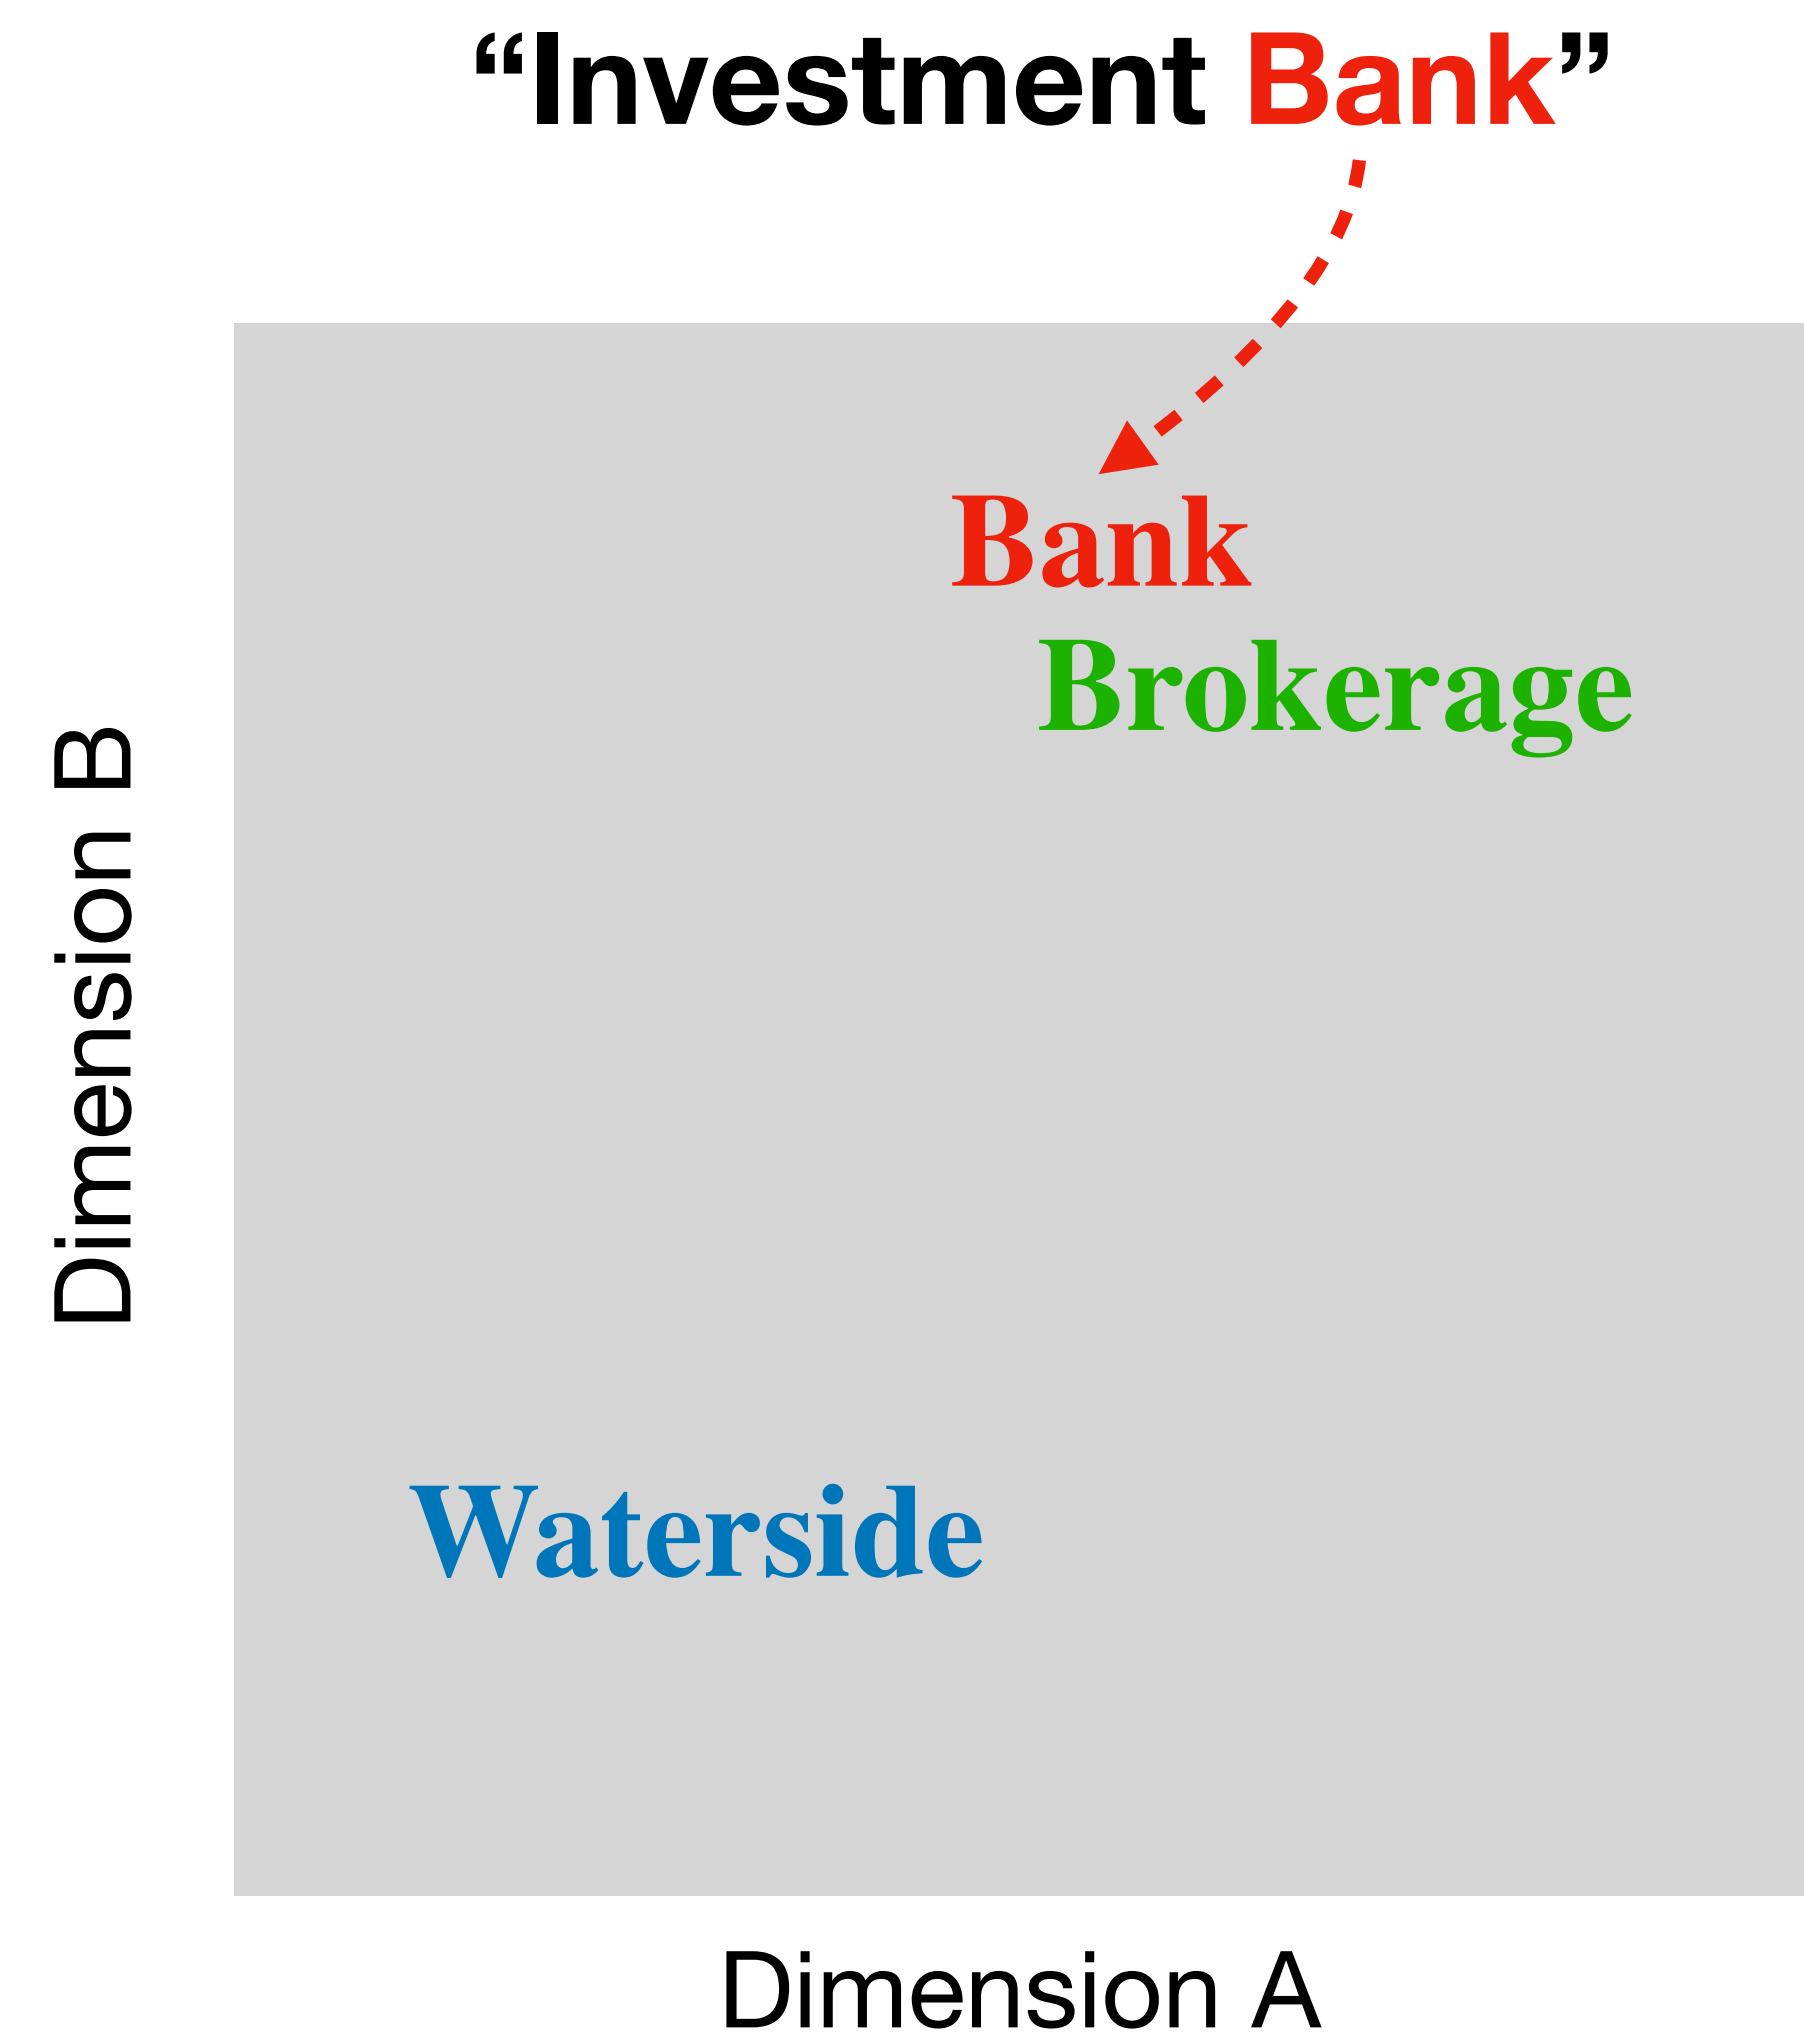 “Investment Bank”
Bank
Brokerage
Dimension B
Waterside
Dimension A